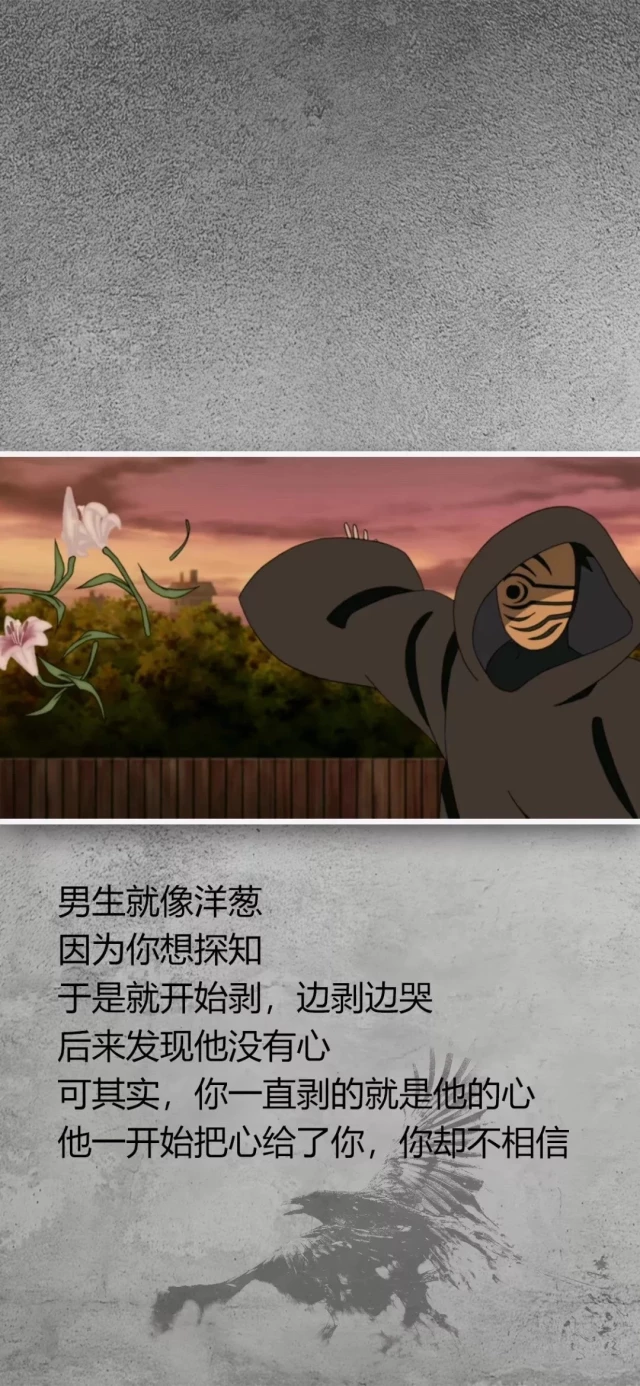 男生就像洋葱
因为你想探知
于是就开始剥，边剥边哭
后来发现他没有心
可其实，你一直剥的就是他的心
他一开始把心给了你，你却不相信